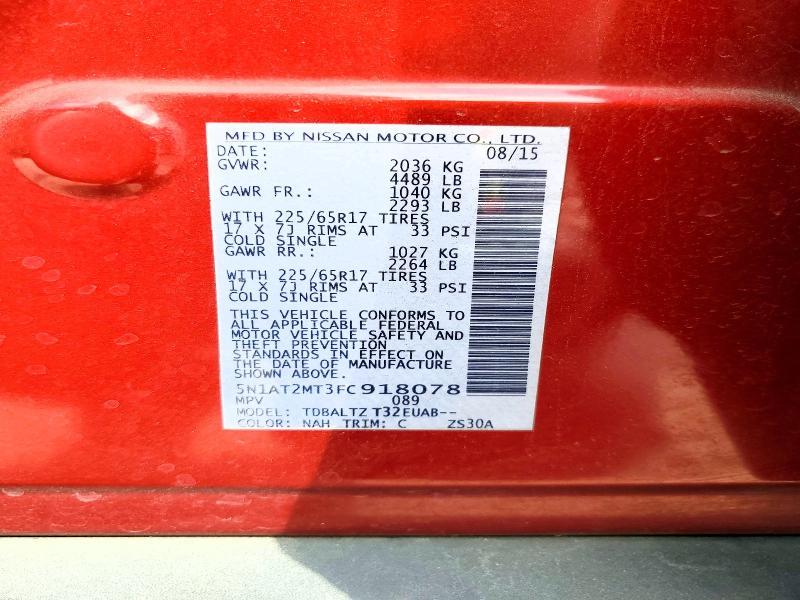 MFD BY NISSAN MOTOR CO., LTD.
DATE: 08/15
GVWR: 2036 KG
4489 LB
GAWR FR.: 1040 KG
2293 LB
WITH 225/65R17 TIRES
17 X 7J RIMS AT 33 PSI
COLD SINGLE
GAWR RR.: 1027 KG
2264 LB
WITH 225/65R17 TIRES
17 X 7J RIMS AT 33 PSI
COLD SINGLE
THIS VEHICLE CONFORMS TO
ALL APPLICABLE FEDERAL
MOTOR VEHICLE SAFETY AND
THEFT PREVENTION
STANDARDS IN EFFECT ON
THE DATE OF MANUFACTURE
SHOWN ABOVE.
5N1AT2MT3FC918078
MPV 089
MODEL: TDBALTZ T32EUAB--
COLOR: NAH TRIM: C ZS30A